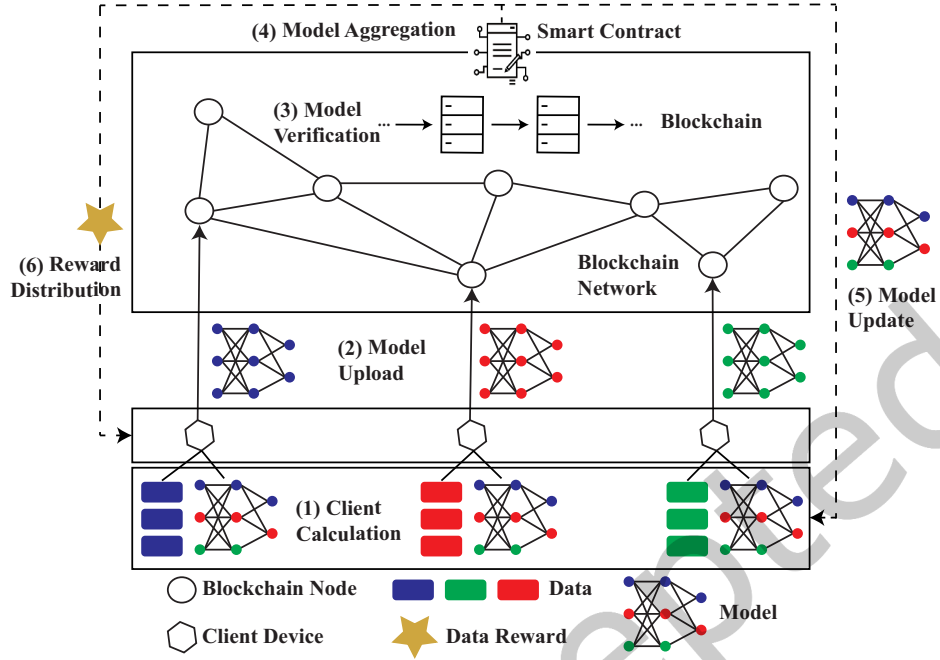 (4) Model Aggregation
Smart Contract
(3) Model
Verification
...
...
Blockchain
(6) Reward
Distribution
Blockchain
Network
(5) Model
Update
(2) Model
Upload
(1) Client
Calculation
Blockchain Node
Data
Client Device
Data Reward
Model
epted